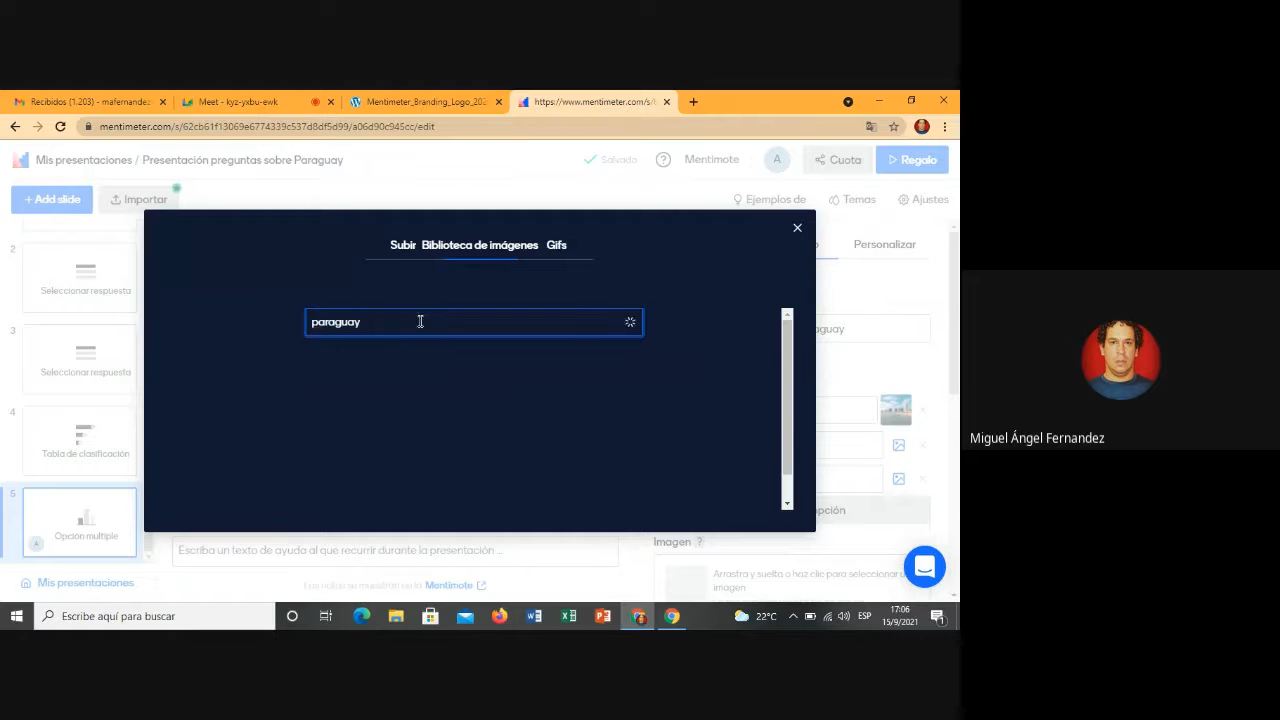 Recibidos (1.203) - mafernandez
Meet - kyz-yxbu-ewk
Mentimeter_Branding_Logo_202
https://www.mentimeter.com/s/
mentimeter.com/s/62cb61f13069e6774339c537d8df5d99/a06d90c945cc/edit
Mis presentaciones / Presentación preguntas sobre Paraguay
Salvado
Mentimote
A
Cuota
Regalo
+ Add slide
Importar
Ejemplos de
Temas
Ajustes
Subir
Biblioteca de imágenes
Gifs
Personalizar
2
Seleccionar respuesta
paraguay
aguay
3
Seleccionar respuesta
Miguel Ángel Fernandez
4
Tabla de clasificación
5
Opción multiple
A
pción
Imagen ?
Escriba un texto de ayuda al que recurrir durante la presentación ...
Arrastra y suelta o haz clic para seleccionar u
imagen
Las notas se muestran en la Mentimote
Mis presentaciones
Escribe aquí para buscar
22°C
ESP
17:06
15/9/2021
1